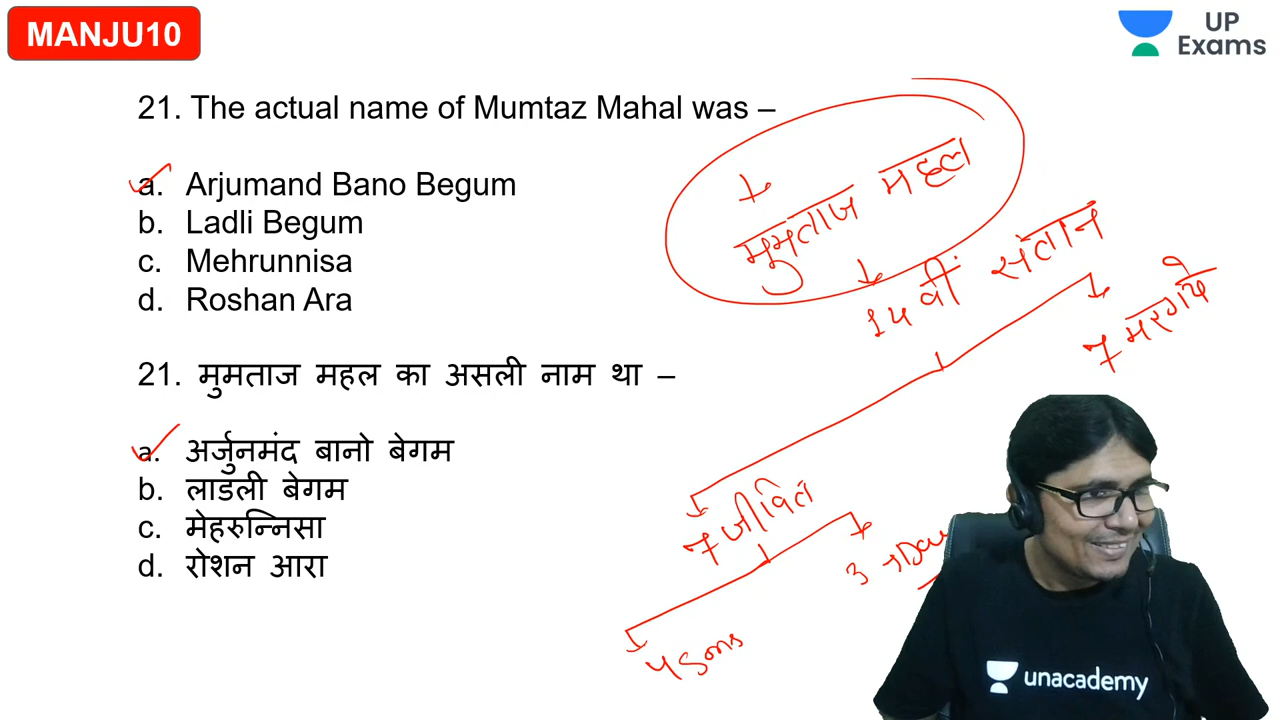 MANJU10
UP
Exams
21. The actual name of Mumtaz Mahal was –
a. Arjumand Bano Begum
b. Ladli Begum
c. Mehrunnisa
d. Roshan Ara
21. मुमताज महल का असली नाम था –
a. अर्जुनमंद बानो बेगम
b. लाडली बेगम
c. मेहरुन्निसा
d. रोशन आरा
मुमताज महल
14 वीं संतान
7 मरगये
7 जीवित
3
4 Sons
unacademy